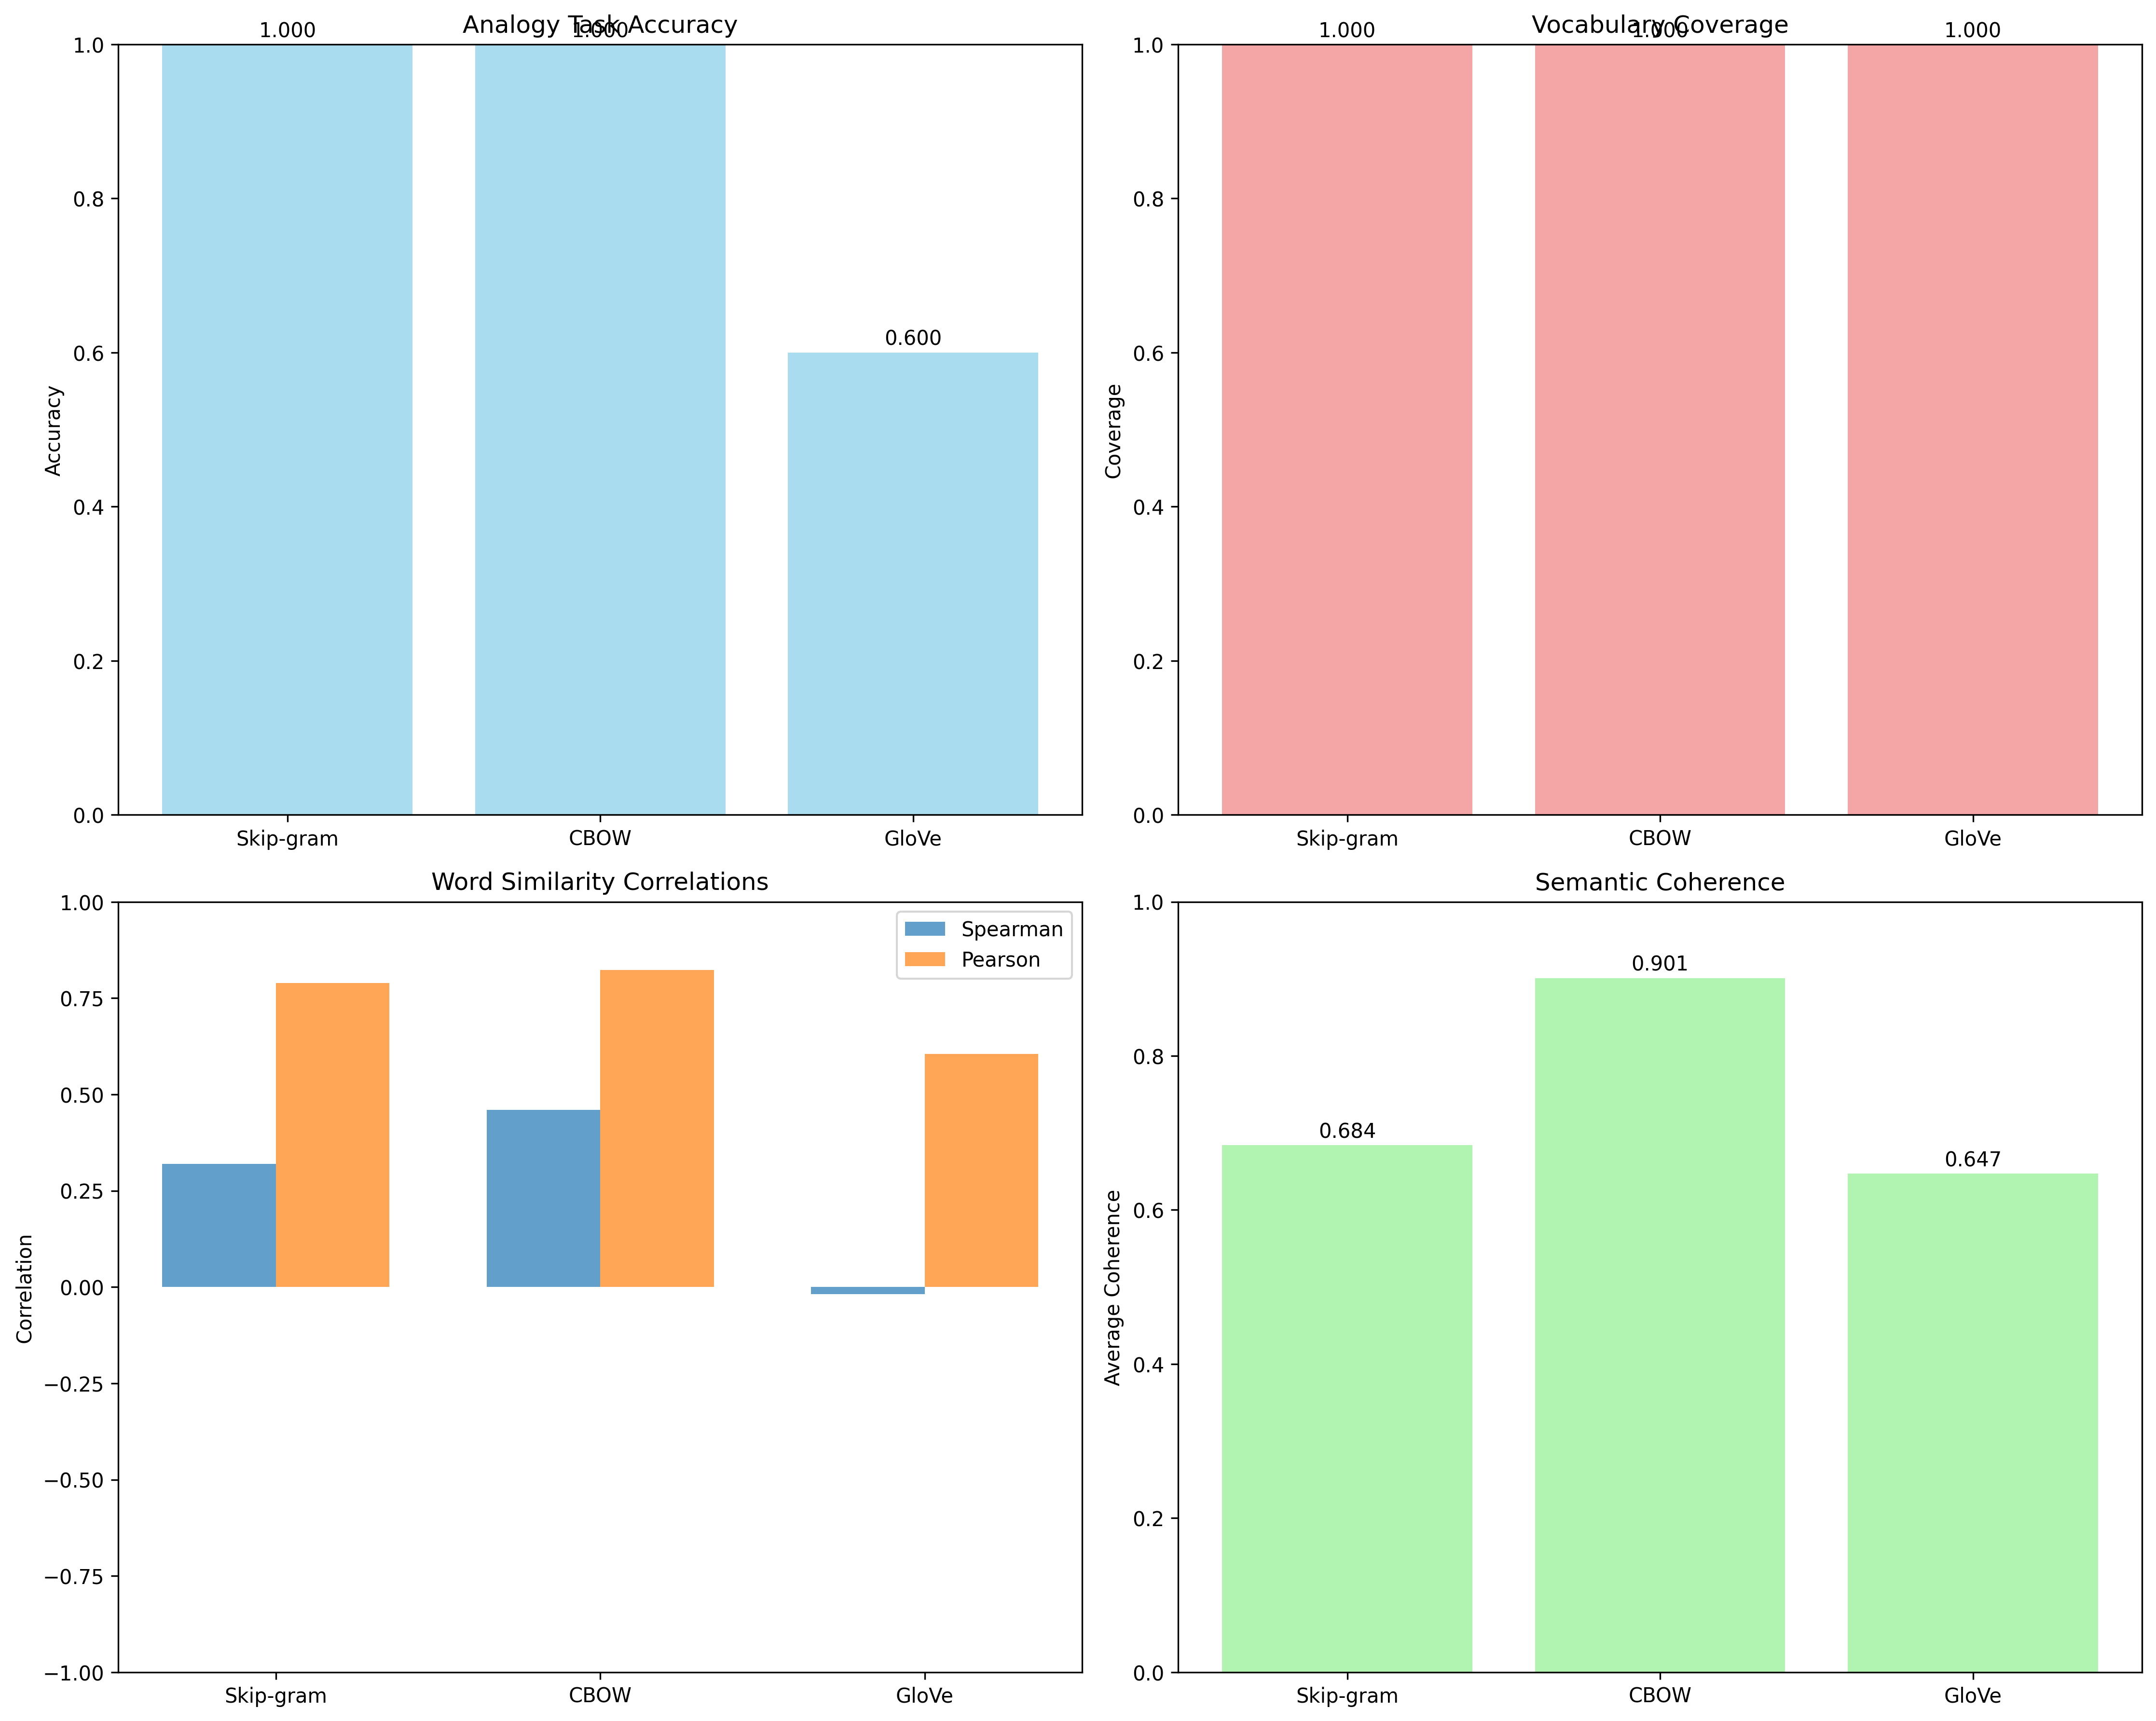 Analogy Task Accuracy
1.000
1.000
0.600
1.0
0.8
0.6
0.4
0.2
0.0
Accuracy
Skip-gram
CBOW
GloVe
Vocabulary Coverage
1.000
1.000
1.000
1.0
0.8
0.6
0.4
0.2
0.0
Coverage
Skip-gram
CBOW
GloVe
Word Similarity Correlations
Spearman
Pearson
1.00
0.75
0.50
0.25
0.00
−0.25
−0.50
−0.75
−1.00
Correlation
Skip-gram
CBOW
GloVe
Semantic Coherence
0.684
0.901
0.647
1.0
0.8
0.6
0.4
0.2
0.0
Average Coherence
Skip-gram
CBOW
GloVe